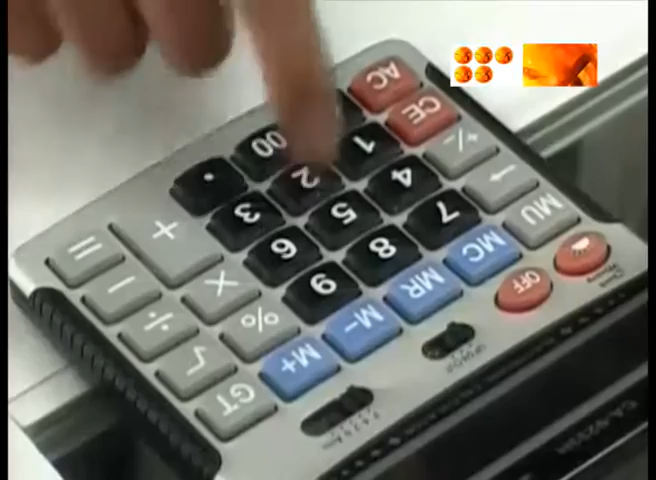 AC
CE
00 1 +/-
. 2 4 →
3 5 7 MU
+ 6 8 MC
= × 9 MR OFF
− % M−
÷ √ M+
GT